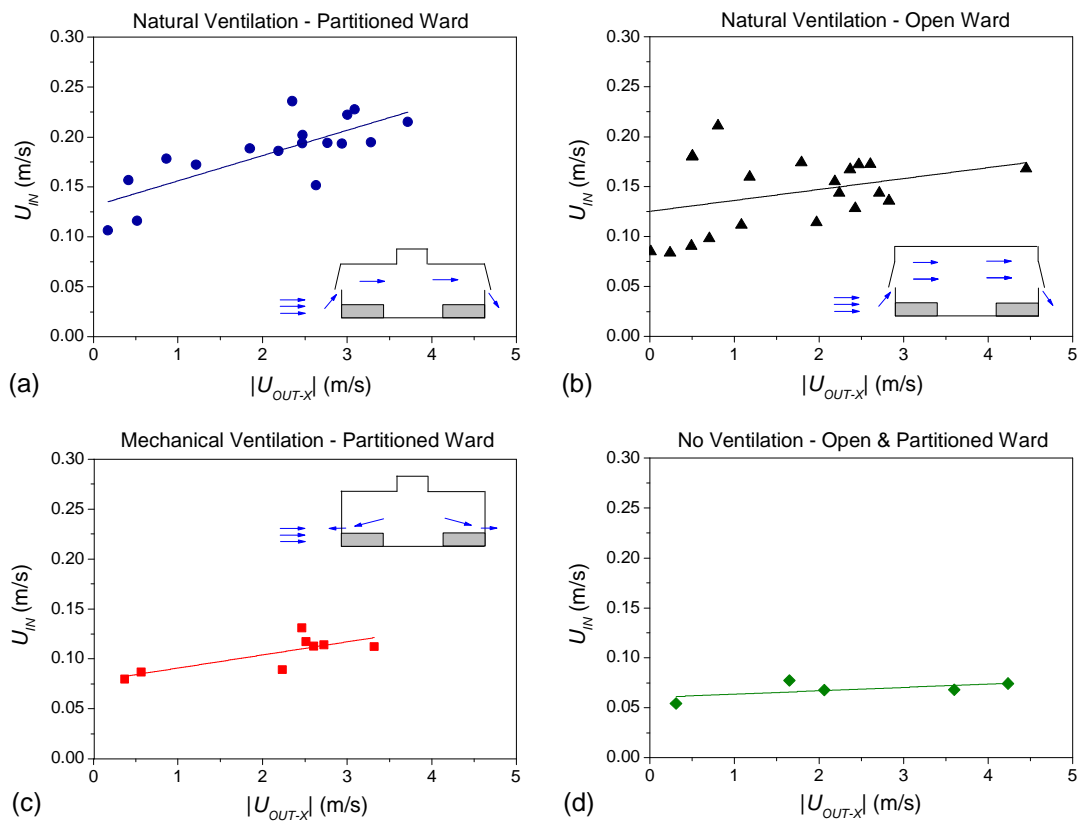 Natural Ventilation - Partitioned Ward
0.30
0.25
0.20
0.15
0.10
0.05
0.00
U_IN (m/s)
0 1 2 3 4 5
(a)
|U_OUT-X| (m/s)
Natural Ventilation - Open Ward
0.30
0.25
0.20
0.15
0.10
0.05
0.00
U_IN (m/s)
0 1 2 3 4 5
(b)
|U_OUT-X| (m/s)
Mechanical Ventilation - Partitioned Ward
0.30
0.25
0.20
0.15
0.10
0.05
0.00
U_IN (m/s)
0 1 2 3 4 5
(c)
|U_OUT-X| (m/s)
No Ventilation - Open & Partitioned Ward
0.30
0.25
0.20
0.15
0.10
0.05
0.00
U_IN (m/s)
0 1 2 3 4 5
(d)
|U_OUT-X| (m/s)